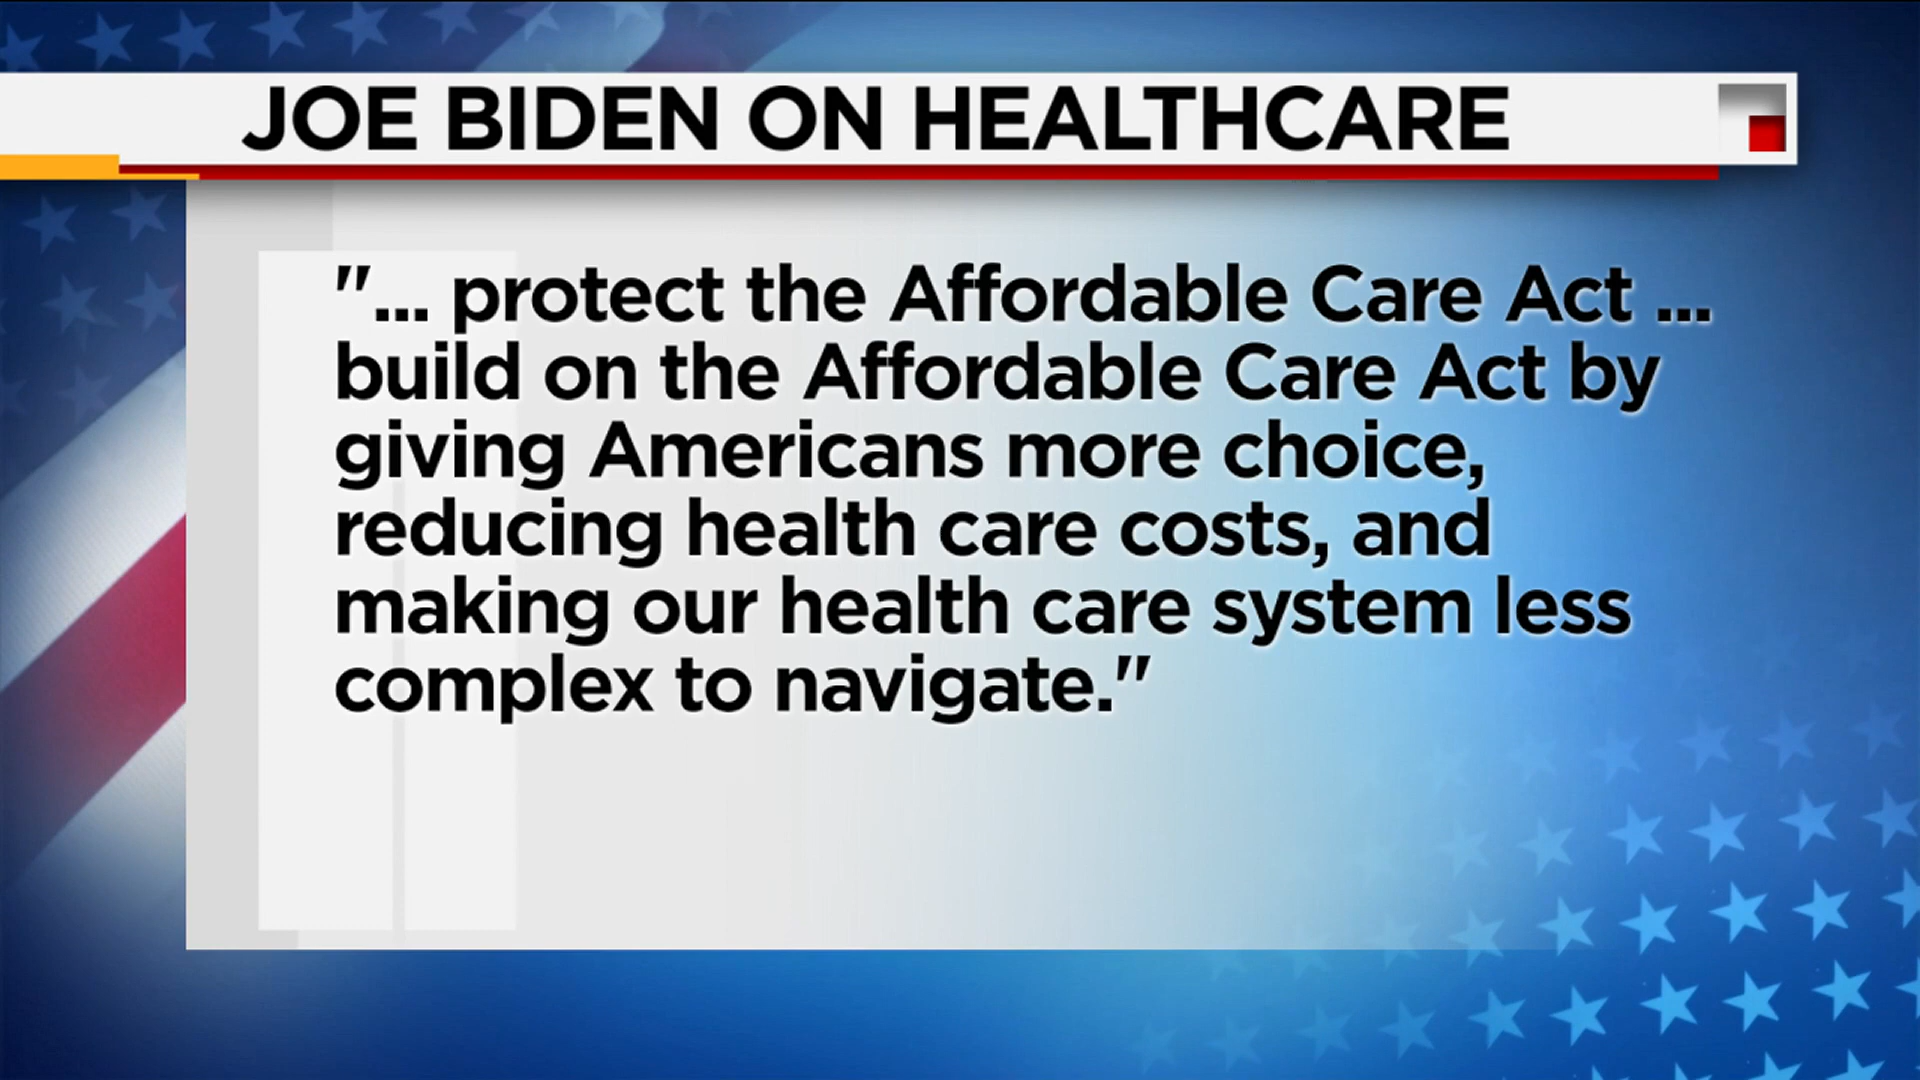 JOE BIDEN ON HEALTHCARE
"... protect the Affordable Care Act ...
build on the Affordable Care Act by
giving Americans more choice,
reducing health care costs, and
making our health care system less
complex to navigate."